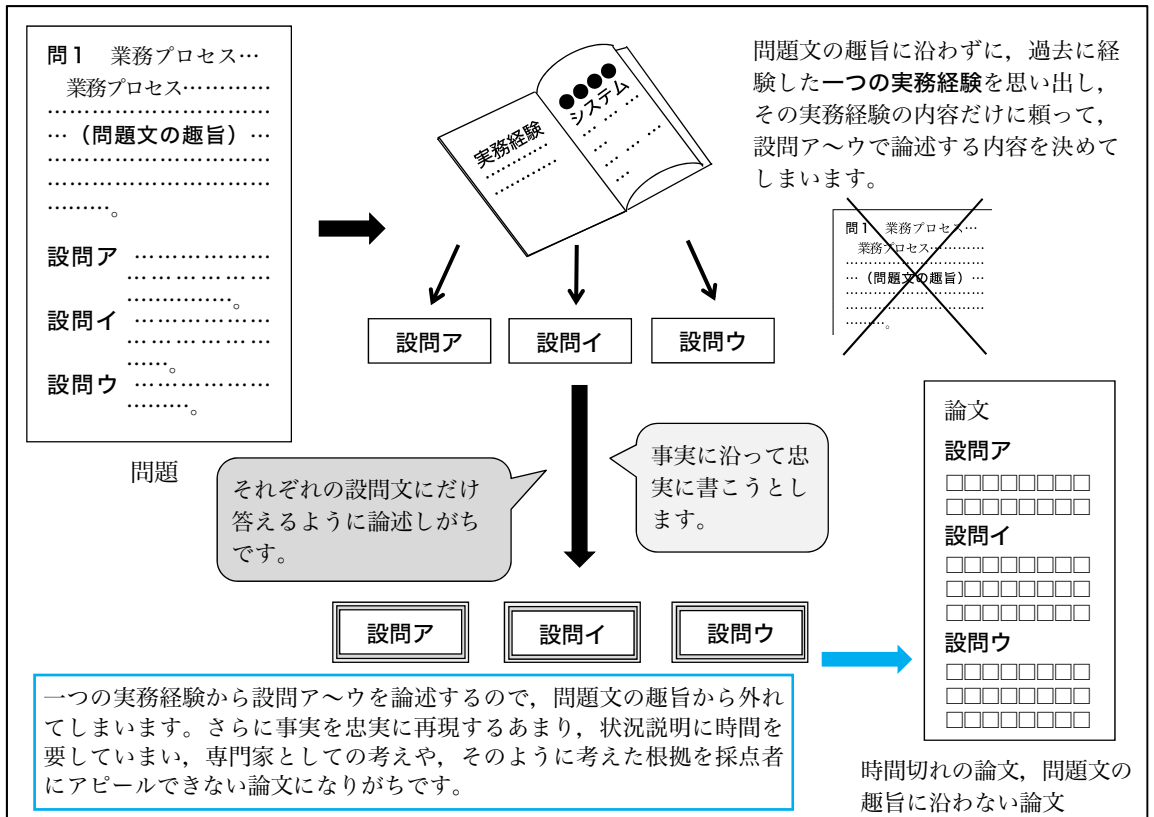 問1 業務プロセス…
業務プロセス…………
……………………………
…（問題文の趣旨）…
……………………………
……………………………
………。
設問ア ………………
………………
……………。
設問イ ………………
………………
……。
設問ウ ………………
………。
問題
実務経験
…………
…………
●●●●
システム
… …
… … …
… …
…
問題文の趣旨に沿わずに，過去に経
験した一つの実務経験を思い出し，
その実務経験の内容だけに頼って，
設問ア～ウで論述する内容を決めて
しまいます。
問1 業務プロセス…
業務プロセス…………
……………………………
…（問題文の趣旨）…
……………………………
……………………………
………。
設問ア
設問イ
設問ウ
それぞれの設問文にだけ
答えるように論述しがち
です。
事実に沿って忠
実に書こうとし
ます。
設問ア
設問イ
設問ウ
一つの実務経験から設問ア～ウを論述するので，問題文の趣旨から外れ
てしまいます。さらに事実を忠実に再現するあまり，状況説明に時間を
要していまい，専門家としての考えや，そのように考えた根拠を採点者
にアピールできない論文になりがちです。
論文
設問ア
□□□□□□□□
□□□□□□□□
設問イ
□□□□□□□□
□□□□□□□□
□□□□□□□□
設問ウ
□□□□□□□□
□□□□□□□□
□□□□□□□□
時間切れの論文，問題文の
趣旨に沿わない論文